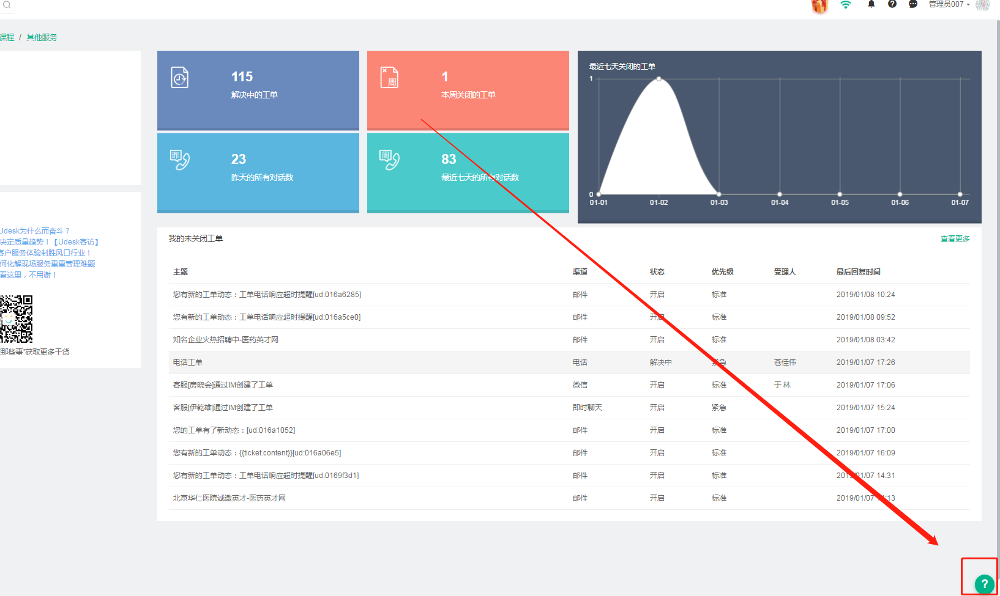 管理员007
课程 / 其他服务
115
解决中的工单
1
本周关闭的工单
周
23
昨天的所有对话数
昨
83
最近七天的所有对话数
周
最近七天关闭的工单
1
0
01-01 01-02 01-03 01-04 01-05 01-06 01-07
Udesk为什么而奋斗？
决定质量趋势！【Udesk客访】
客户服务体验制胜风口行业！
何化解现场服务重重管理难题
看这里，不用谢！
那些事"获取更多干货
我的未关闭工单 查看更多
主题 渠道 状态 优先级 受理人 最后回复时间
您有新的工单动态：工单电话响应超时提醒[ud:016a6285] 邮件 开启 标准 2019/01/08 10:24
您有新的工单动态：工单电话响应超时提醒[ud:016a5ce0] 邮件 开启 标准 2019/01/08 09:52
知名企业火热招聘中-医药英才网 邮件 开启 标准 2019/01/08 03:42
电话工单 电话 解决中 紧急 苍佳伟 2019/01/07 17:26
客服[房晓会]通过IM创建了工单 微信 开启 标准 于 林 2019/01/07 17:06
客服[伊乾雄]通过IM创建了工单 即时聊天 开启 紧急 2019/01/07 15:24
您的工单有了新动态：[ud:016a1052] 邮件 开启 标准 2019/01/07 17:00
您有新的工单动态：{{ticket.content}}[ud:016a06e5] 邮件 开启 标准 2019/01/07 16:09
您有新的工单动态：工单电话响应超时提醒[ud:0169f3d1] 邮件 开启 标准 2019/01/07 14:31
北京华仁医院诚邀英才-医药英才网 邮件 开启 标准 2019/01/07
?